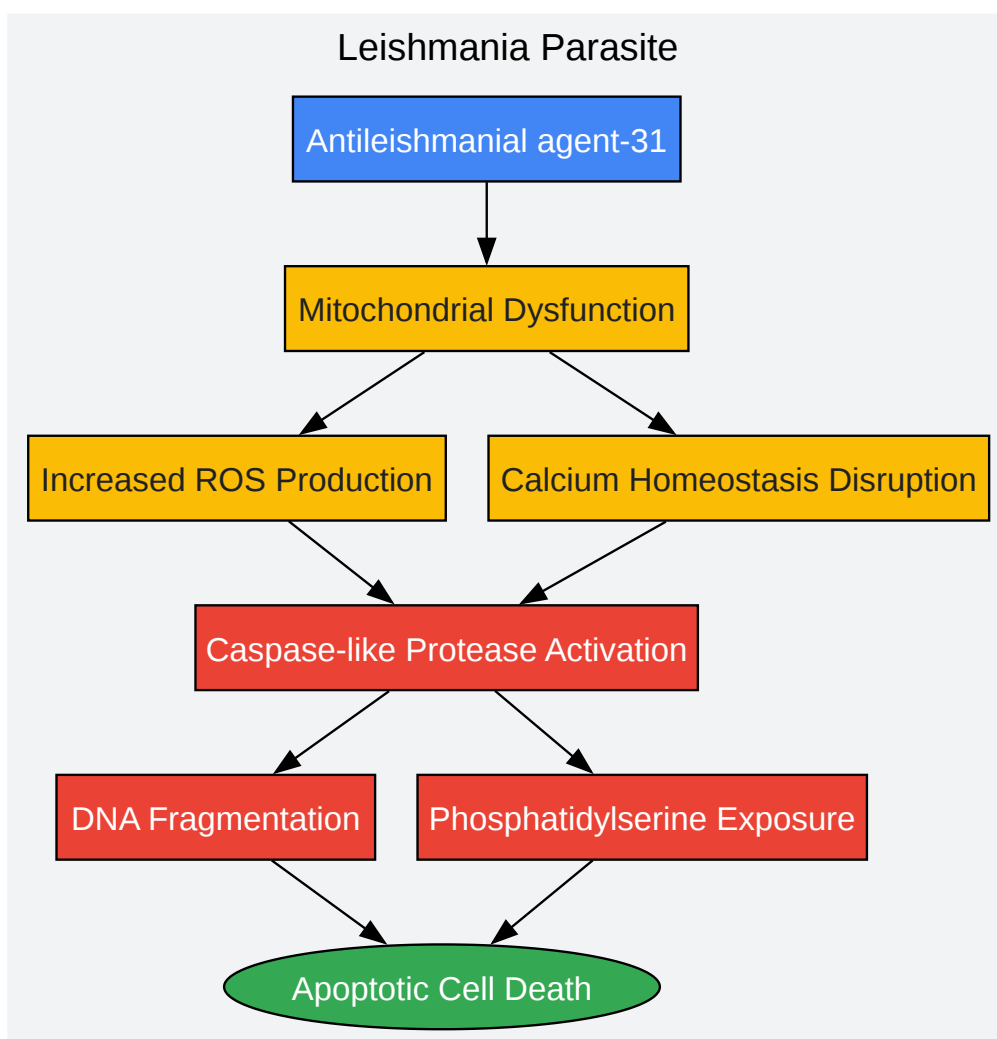 Leishmania Parasite
Antileishmanial agent-31
Mitochondrial Dysfunction
Increased ROS Production
Calcium Homeostasis Disruption
Caspase-like Protease Activation
DNA Fragmentation
Phosphatidylserine Exposure
Apoptotic Cell Death